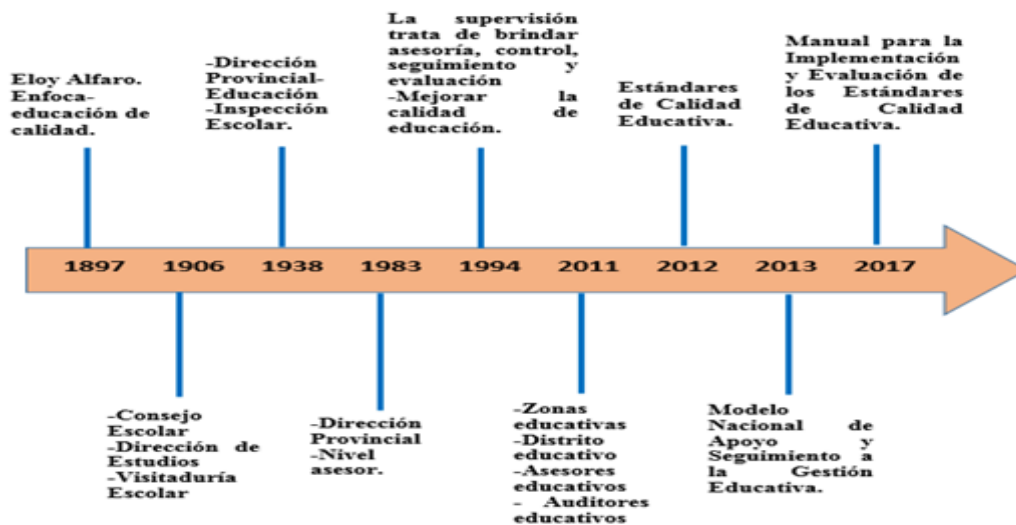 Eloy Alfaro.
Enfoca-
educación de
calidad.
-Dirección
Provincial-
Educación
-Inspección
Escolar.
La supervisión
trata de brindar
asesoría, control,
seguimiento y
evaluación
-Mejorar la
calidad de
educación.
Estándares
de Calidad
Educativa.
Manual para la
Implementación
y Evaluación de
los Estándares
de Calidad
Educativa.
1897 1906 1938 1983 1994 2011 2012 2013 2017
-Consejo
Escolar
-Dirección de
Estudios
-Visitaduría
Escolar
-Dirección
Provincial
-Nivel
asesor.
-Zonas
educativas
-Distrito
educativo
-Asesores
educativos
- Auditores
educativos
Modelo
Nacional de
Apoyo y
Seguimiento a
la Gestión
Educativa.